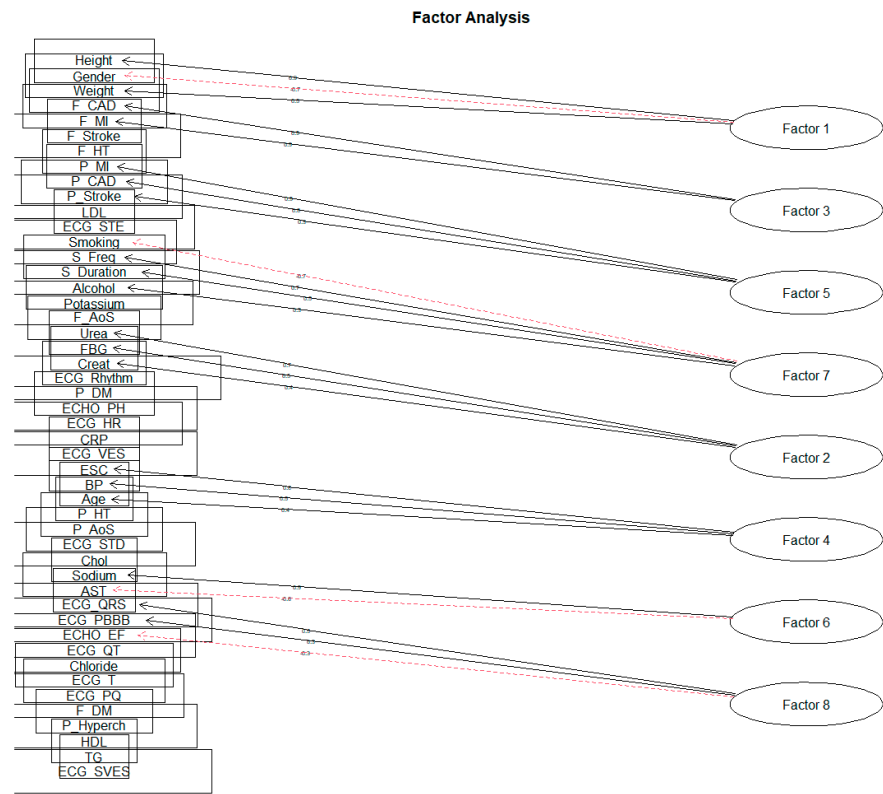 Factor Analysis
Height
Gender
Weight
F_CAD
F_MI
F_Stroke
F_HT
P_MI
P_CAD
P_Stroke
LDL
ECG_STE
Smoking
S_Freq
S_Duration
Alcohol
Potassium
F_AoS
Urea
FBG
Creat
ECG_Rhythm
P_DM
ECHO_PH
ECG_HR
CRP
ECG_VES
ESC
BP
Age
P_HT
P_AoS
ECG_STD
Chol
Sodium
AST
ECG_QRS
ECG_PBBB
ECHO_EF
ECG_QT
Chloride
ECG_T
ECG_PQ
F_DM
P_Hyperch
HDL
TG
ECG_SVES
Factor 1
Factor 3
Factor 5
Factor 7
Factor 2
Factor 4
Factor 6
Factor 8